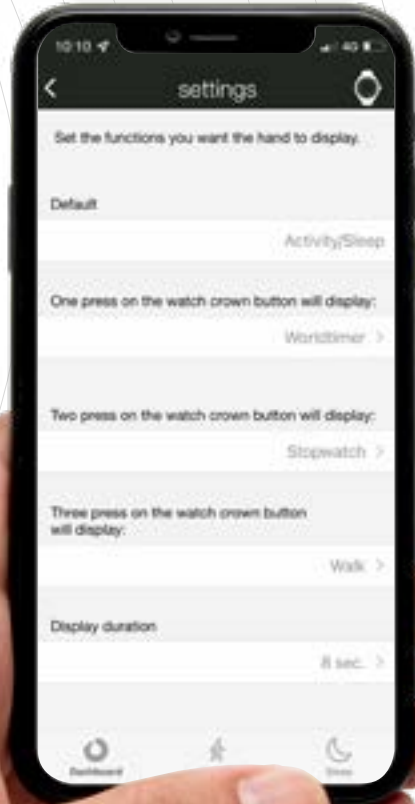 10:10
4G
settings
Set the functions you want the hand to display.
Default
Activity/Sleep
One press on the watch crown button will display:
Worldtimer >
Two press on the watch crown button will display:
Stopwatch >
Three press on the watch crown button
will display:
Walk >
Display duration
8 sec. >
Dashboard
Sleep